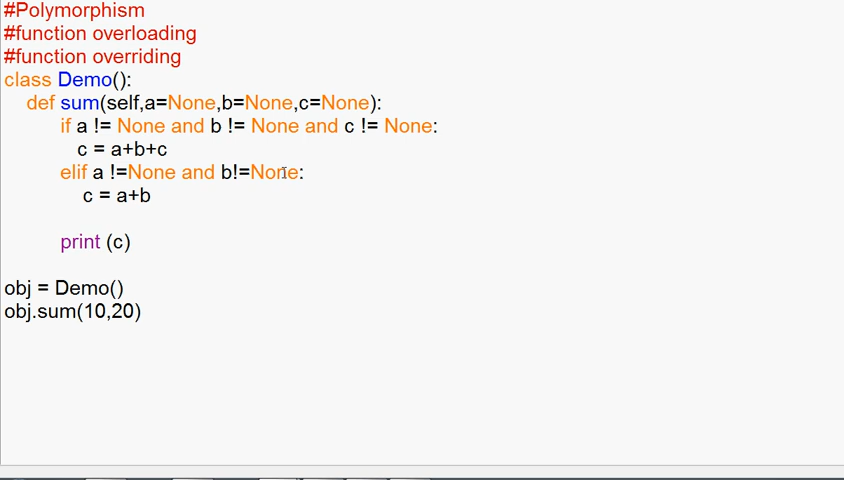 #Polymorphism
#function overloading
#function overriding
class Demo():
    def sum(self,a=None,b=None,c=None):
        if a != None and b != None and c != None:
           c = a+b+c
        elif a !=None and b!=None:
            c = a+b
        print (c)
obj = Demo()
obj.sum(10,20)